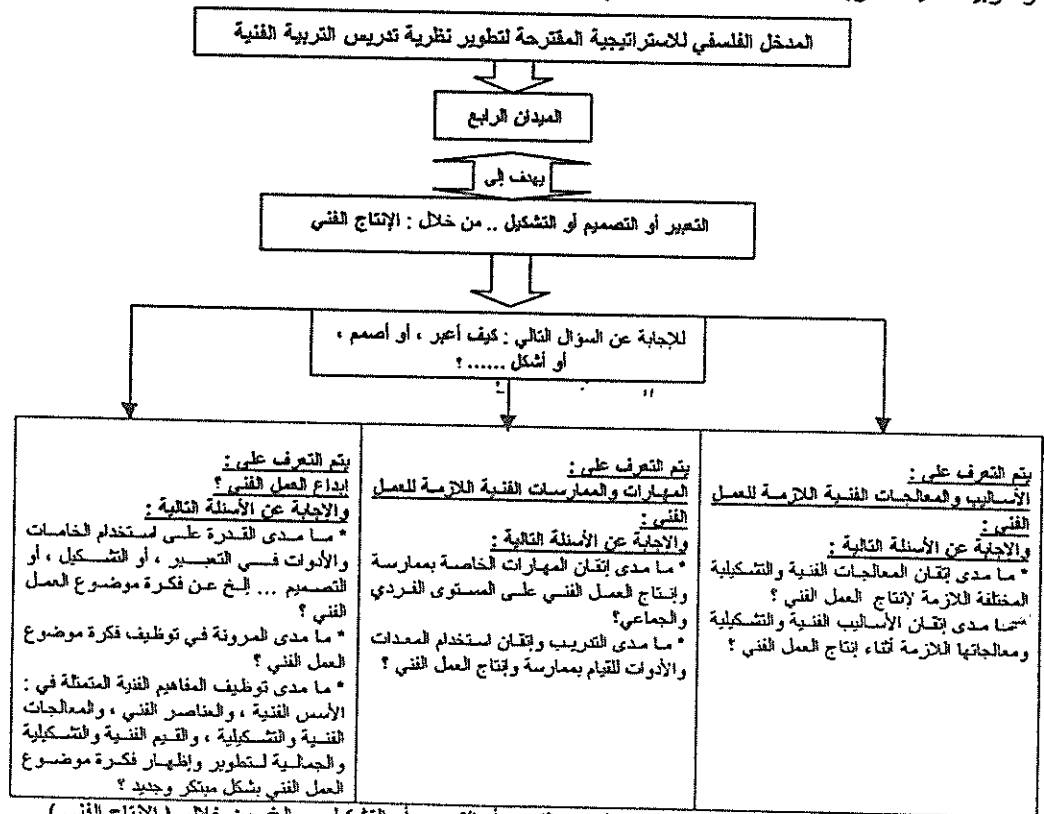 المدخل الفلسفي للاستراتيجية المقترحة لتطوير نظرية تدريس التربية الفنية
الميدان الرابع
يهدف إلى
التعبير أو التصميم أو التشكيل .. من خلال : الإنتاج الفني
للإجابة عن السؤال التالي : كيف أعبر ، أو أصمم ،
أو أشكل ...... ؟
يتم التعرف على :
الأساليب والمعالجات الفنية اللازمة للعمل
الفني :
والإجابة عن الأسئلة التالية :
* ما مدى إتقان المعالجات الفنية والتشكيلية
المختلفة اللازمة لإنتاج العمل الفني ؟
* ما مدى إتقان الأساليب الفنية والتشكيلية
ومعالجاتها اللازمة أثناء إنتاج العمل الفني ؟
يتم التعرف على :
المهارات والممارسات الفنية اللازمة للعمل
الفني :
والإجابة عن الأسئلة التالية :
* ما مدى إتقان المهارات الخاصة بممارسة
وإنتاج العمل الفني على المستوى الفردي
والجماعي؟
* ما مدى التدريب وإتقان استخدام المعدات
والأدوات للقيام بممارسة وإنتاج العمل الفني ؟
يتم التعرف على :
إبداع العمل الفني ؟
والإجابة عن الأسئلة التالية :
* ما مدى القدرة على استخدام الخامات
والأدوات في التعبير ، أو التشكيل ، أو
التصميم ... إلخ عن فكرة موضوع العمل
الفني ؟
* ما مدى المرونة في توظيف فكرة موضوع
العمل الفني ؟
* ما مدى توظيف المفاهيم الفنية المتمثلة في :
الأسس الفنية ، والعناصر الفني ، والمعالجات
الفنية والتشكيلية ، والقيم الفنية والتشكيلية
والجمالية لتطوير وإظهار فكرة موضوع
العمل الفني بشكل مبتكر وجديد ؟